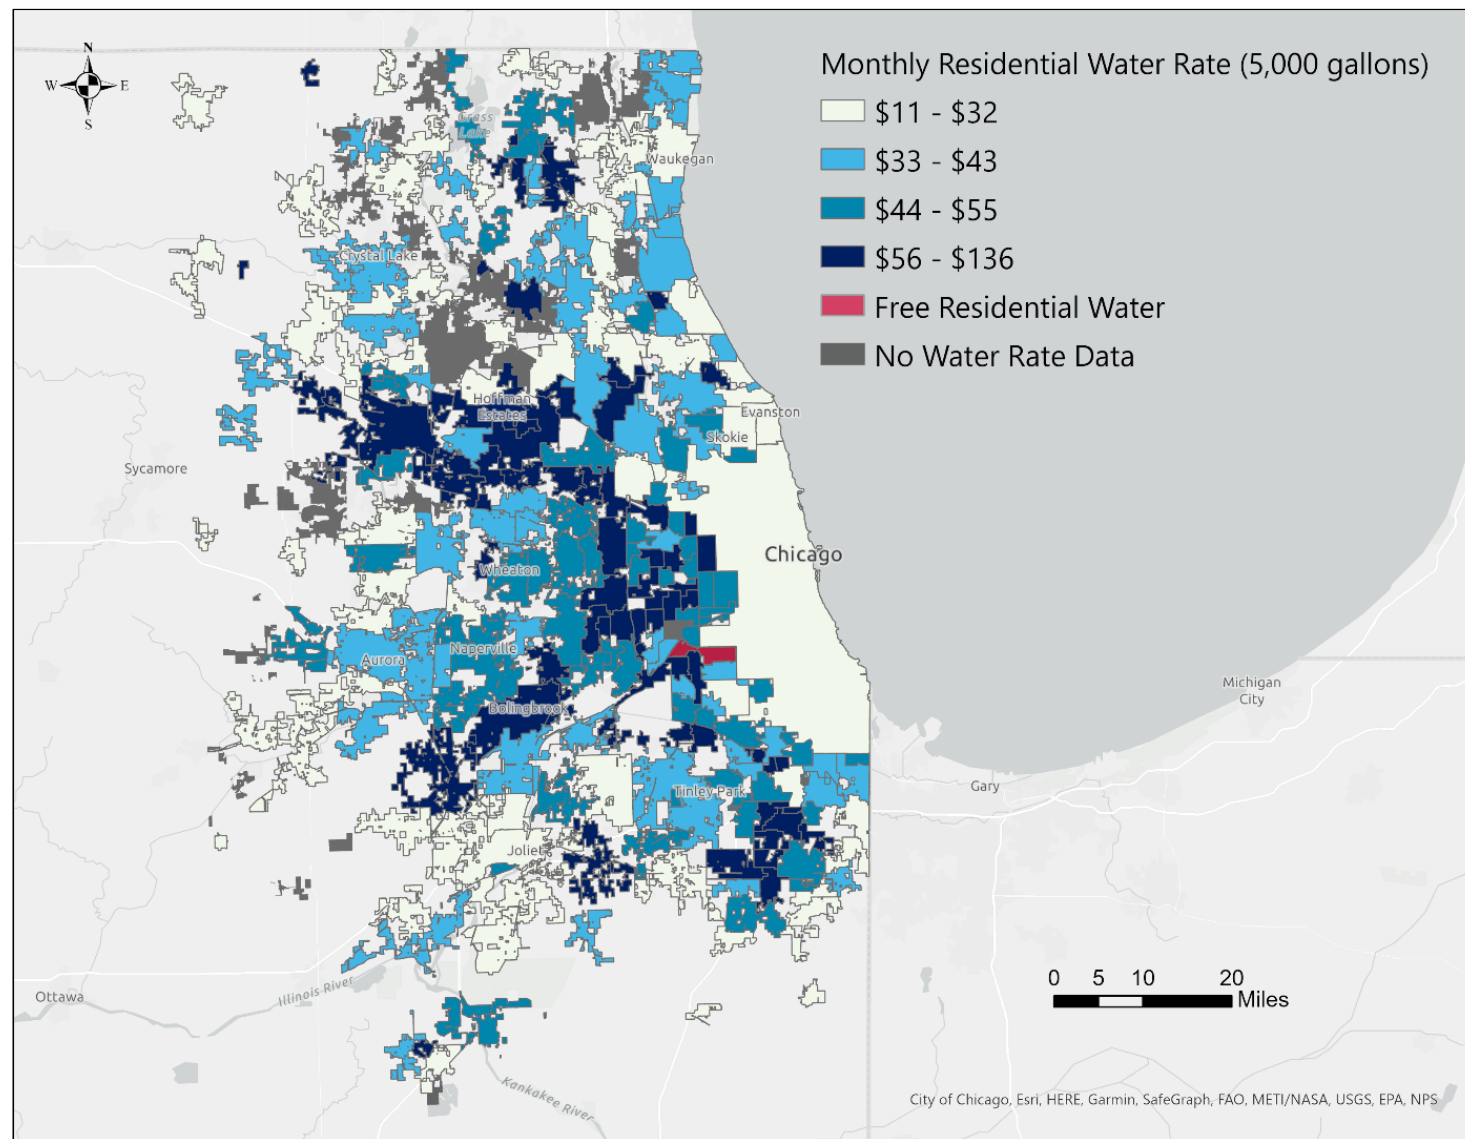 N
W E
S
Monthly Residential Water Rate (5,000 gallons)
$11 - $32
$33 - $43
$44 - $55
$56 - $136
Free Residential Water
No Water Rate Data
Grass
Lake
Waukegan
Crystal Lake
Hoffman
Estates
Evanston
Skokie
Sycamore
Chicago
Wheaton
Naperville
Aurora
Bolingbrook
Michigan
City
Gary
Tinley Park
Joliet
Ottawa
Illinois River
Kankakee River
0 5 10 20
Miles
City of Chicago, Esri, HERE, Garmin, SafeGraph, FAO, METI/NASA, USGS, EPA, NPS